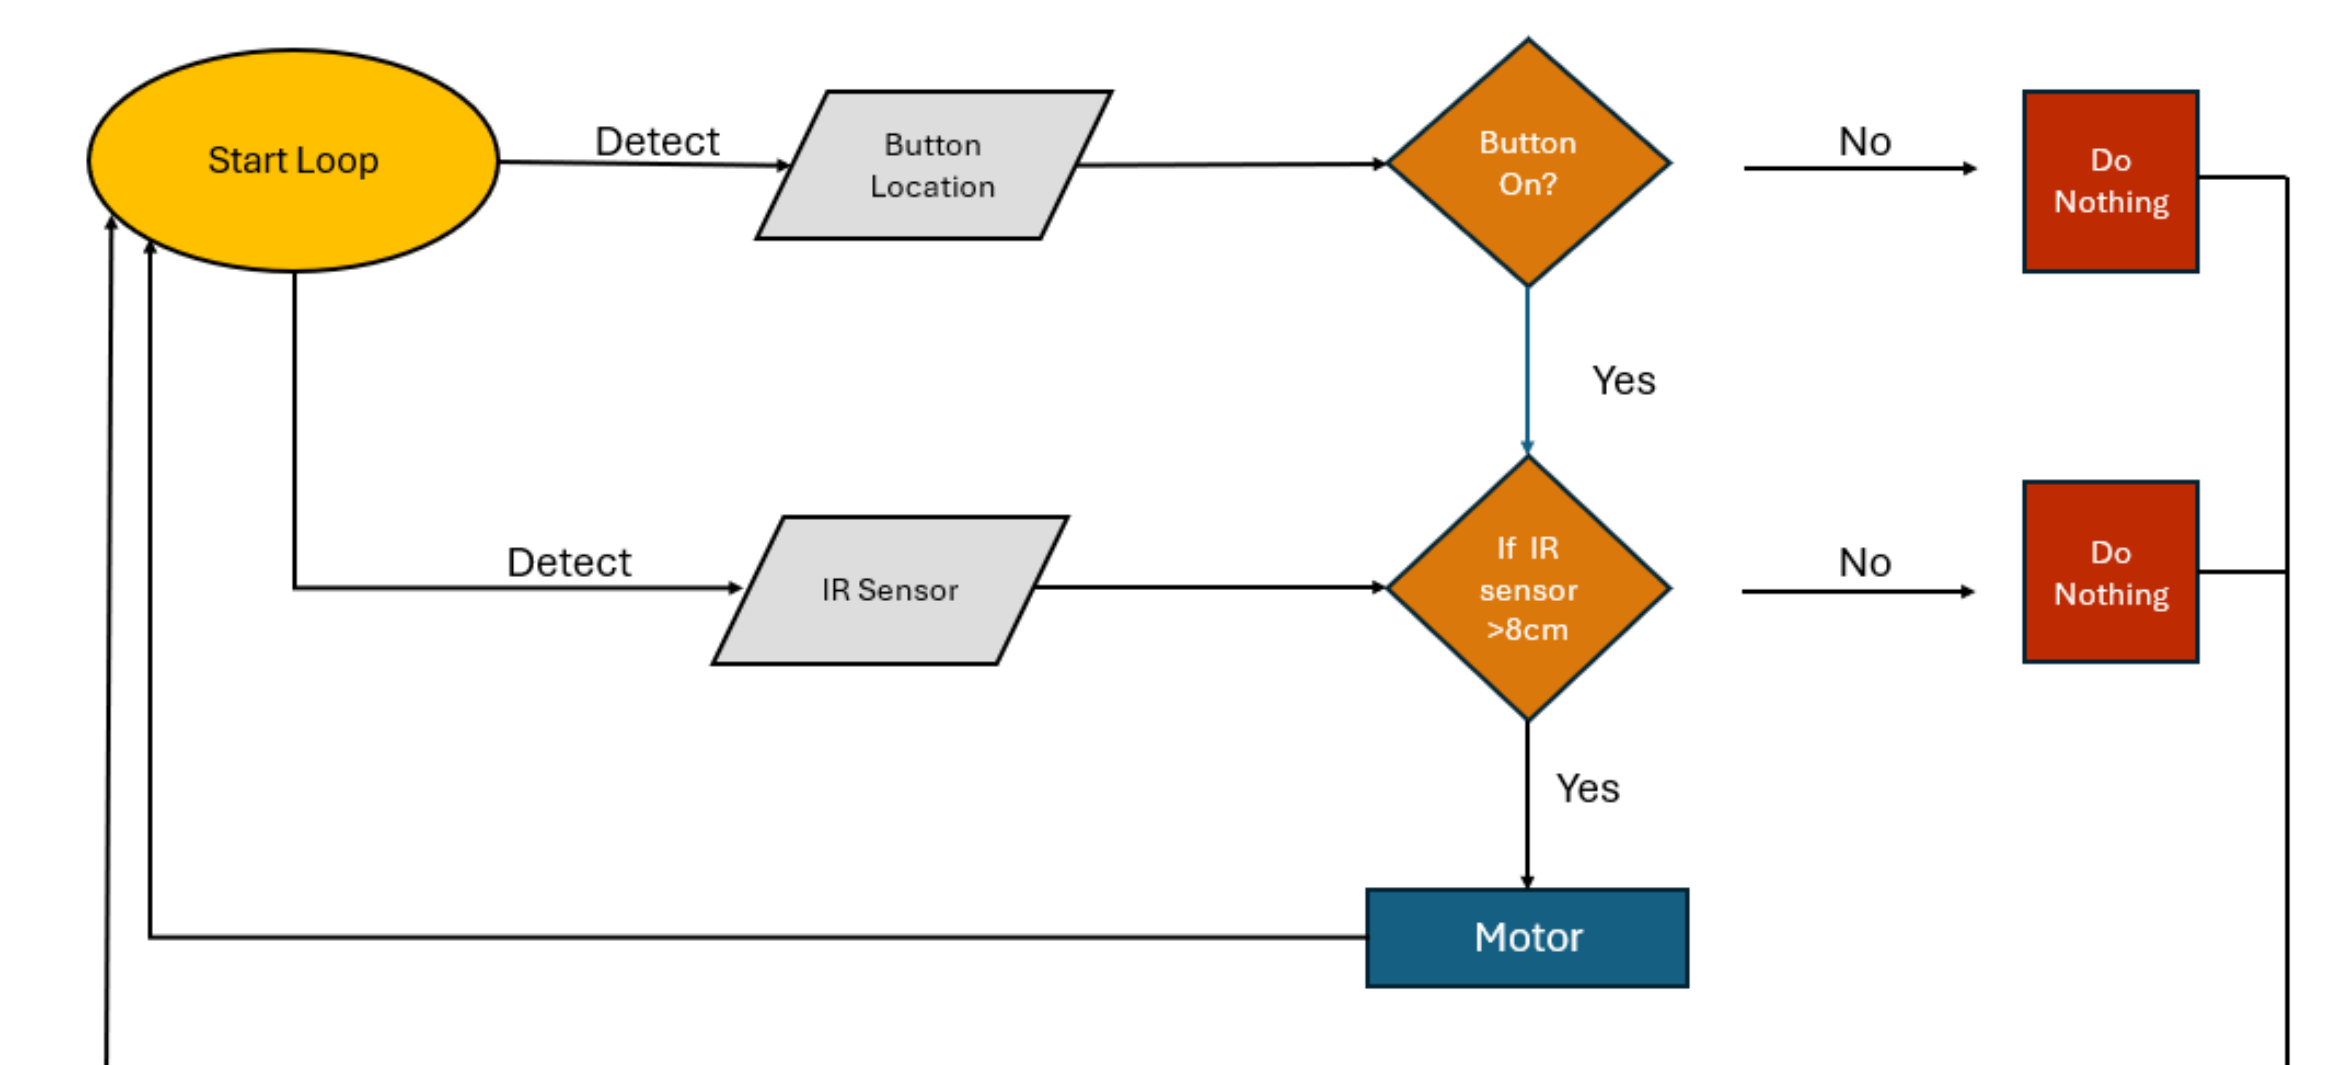 Start Loop
Detect
Button
Location
Button
On?
No
Do
Nothing
Yes
Detect
IR Sensor
If IR
sensor
>8cm
No
Do
Nothing
Yes
Motor